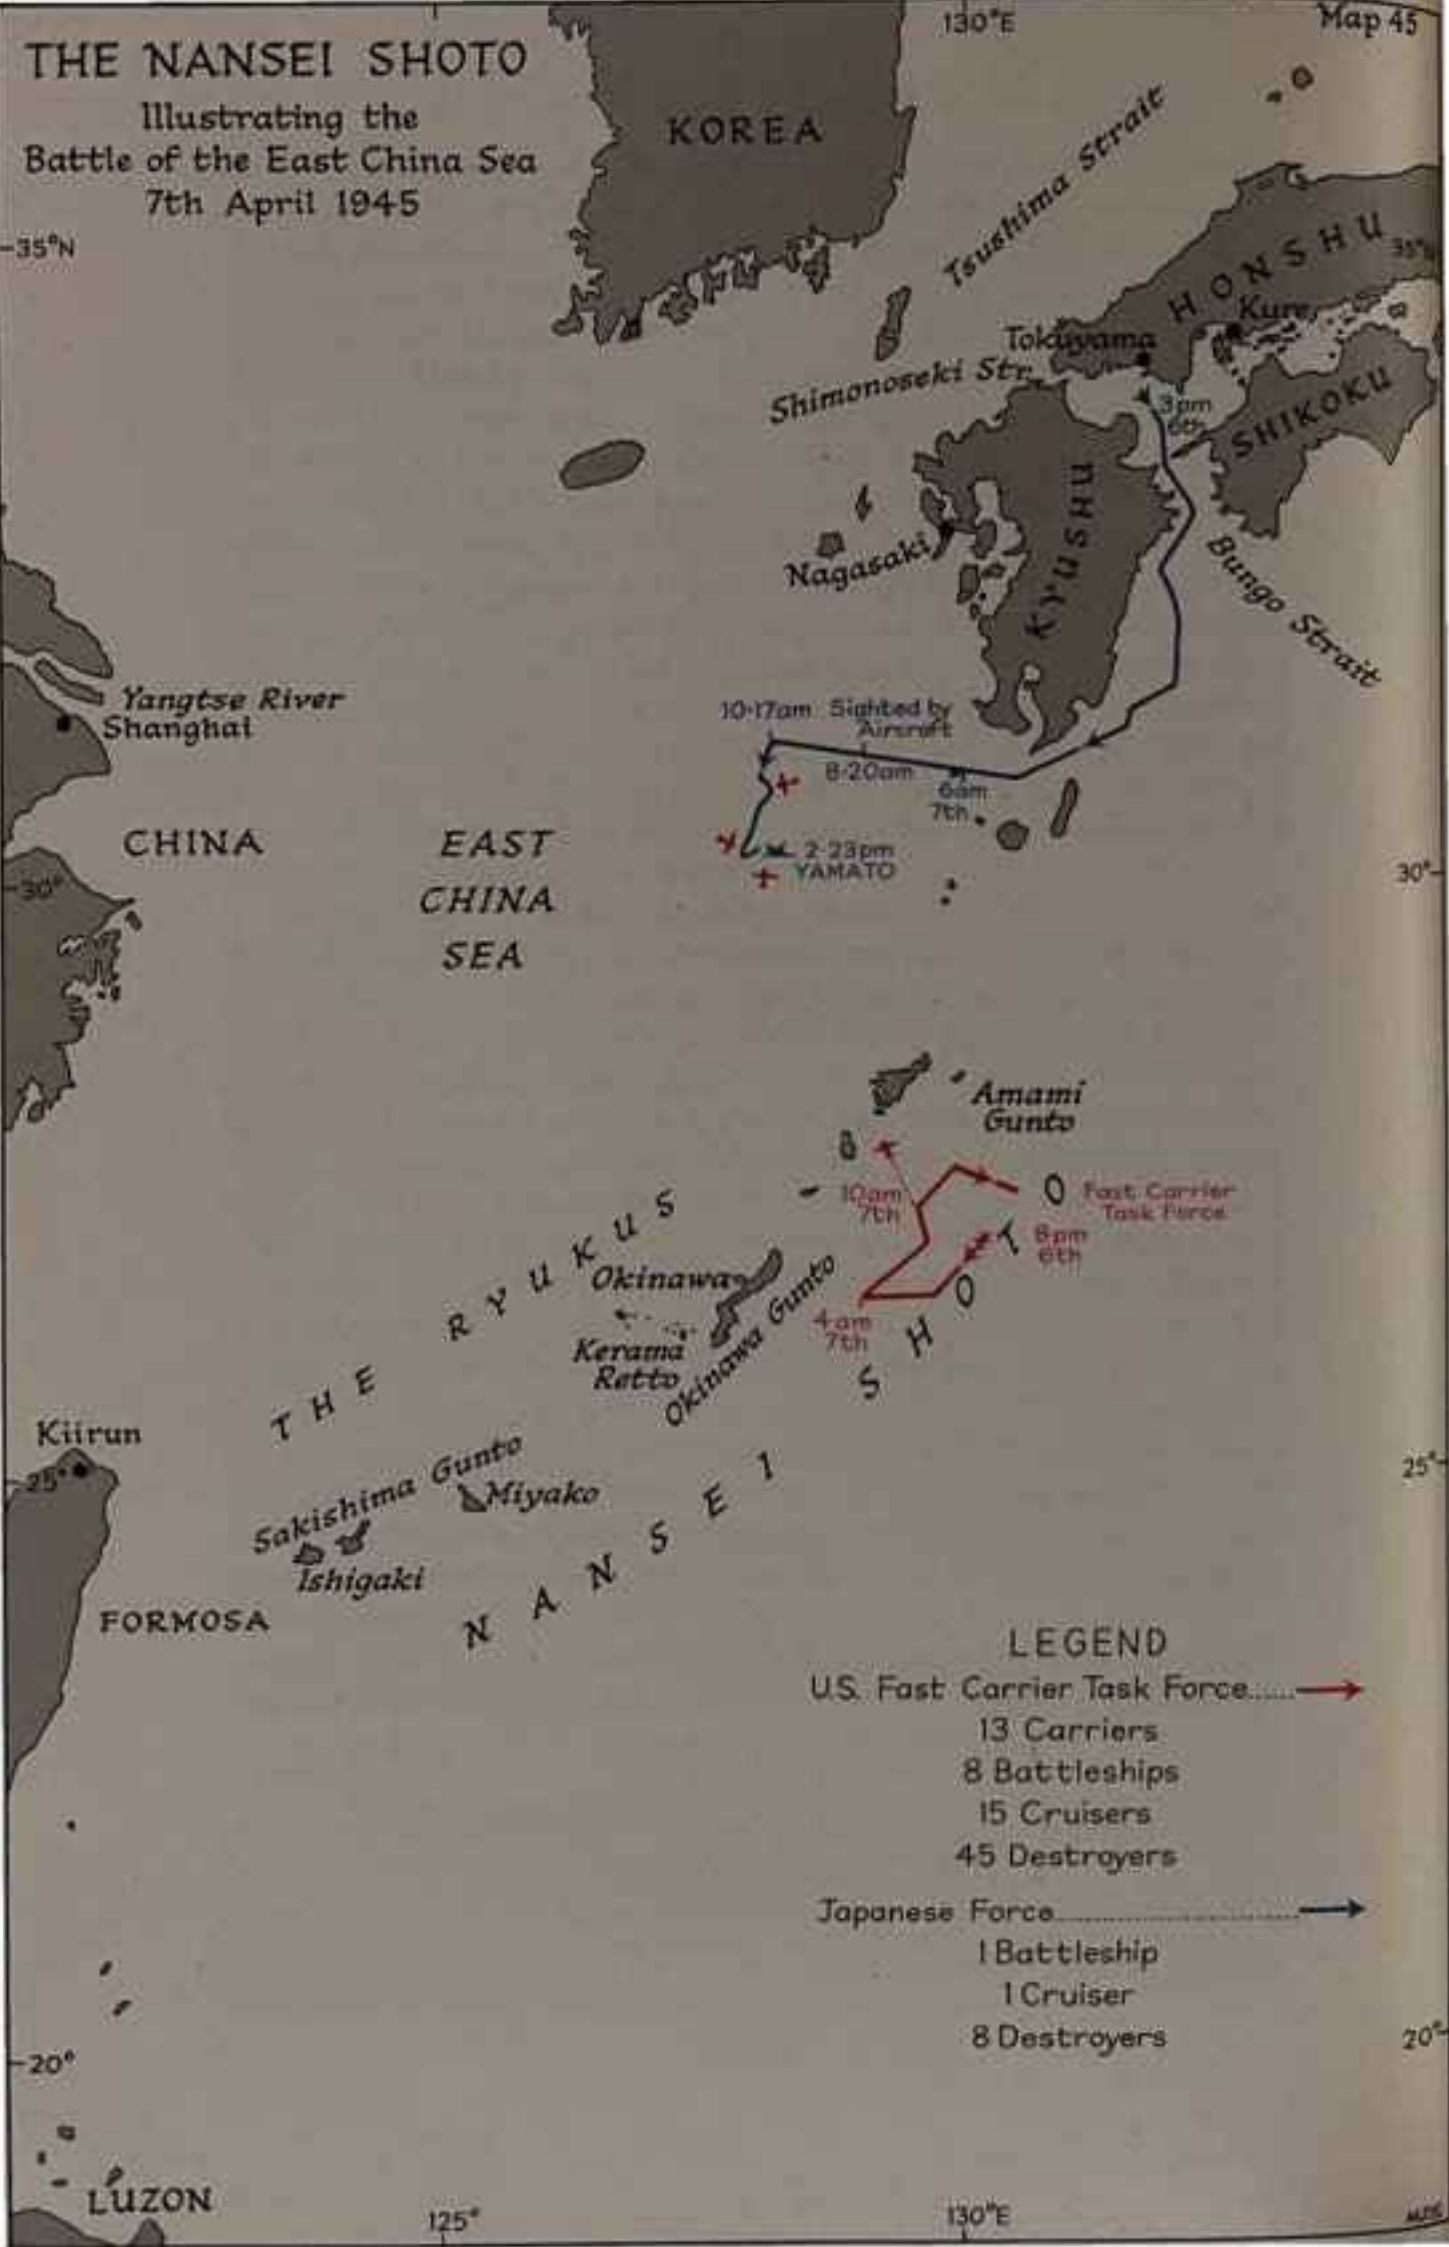 130°E
Map 45
THE NANSEI SHOTO
Illustrating the
Battle of the East China Sea
7th April 1945
KOREA
Tsushima Strait
35°N
35°N
HONSHU
Kure
Tokuyama
Shimonoseki Str.
3pm
6th
SHIKOKU
KYUSHU
Nagasaki
Bungo Strait
Yangtse River
Shanghai
10·17am Sighted by
Aircraft
8·20am
6am
7th
2·23pm
YAMATO
CHINA
EAST
CHINA
SEA
30°
30°
Amami
Gunto
10am
7th
Fast Carrier
Task Force
8pm
6th
4am
7th
THE RYUKUS
Okinawa
Kerama
Retto
Okinawa Gunto
NANSEI SHOTO
Kiirun
25°
25°
Sakishima Gunto
Miyako
Ishigaki
FORMOSA
LEGEND
U.S. Fast Carrier Task Force......
13 Carriers
8 Battleships
15 Cruisers
45 Destroyers
Japanese Force..............................
1 Battleship
1 Cruiser
8 Destroyers
20°
20°
LUZON
125°
130°E